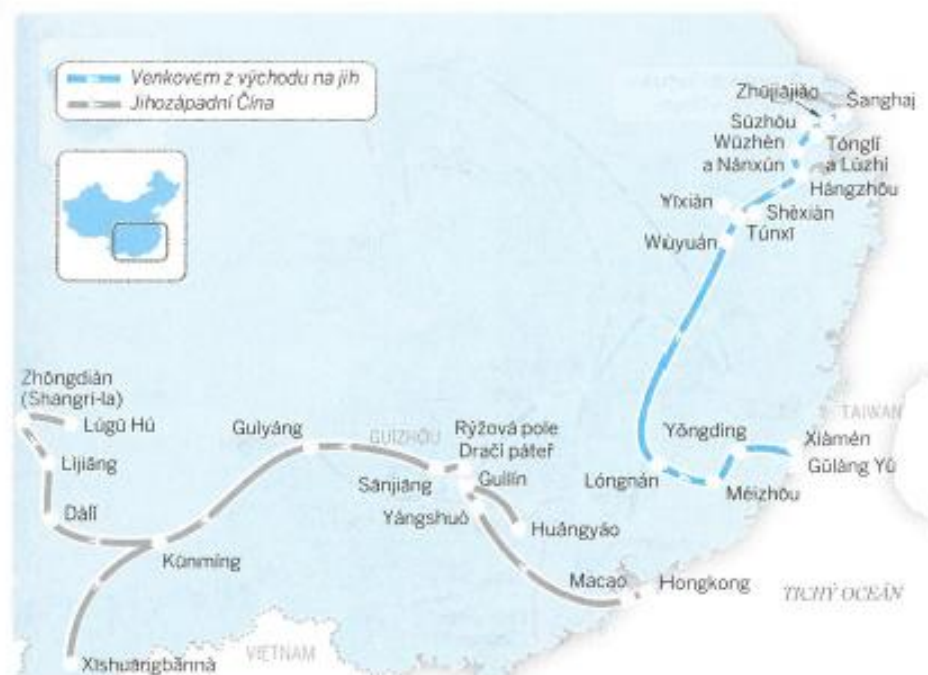 Venkovem z východu na jih
Jihozápadní Čína
Zhūjiājiǎo
Šanghaj
Sūzhōu
Wūzhèn
a Nánxún
Tónglǐ
a Lùzhí
Hángzhōu
Yīxiàn
Shèxiàn
Túnxī
Wùyuán
Zhōngdiàn
(Shangri-la)
Lúgū Hú
Lìjiāng
Dàlǐ
Guìyáng
GUÌZHŌU
Rýžová pole
Dračí páteř
Guìlín
Sānjiāng
Yángshuò
Huángyáo
Kūnmíng
Xīshuāngbǎnnà
VIETNAM
Macao
Hongkong
Yǒngdìng
Lóngnán
Méizhōu
Xiàmén
Gǔlàng Yǔ
TAIWAN
TICHÝ OCEÁN